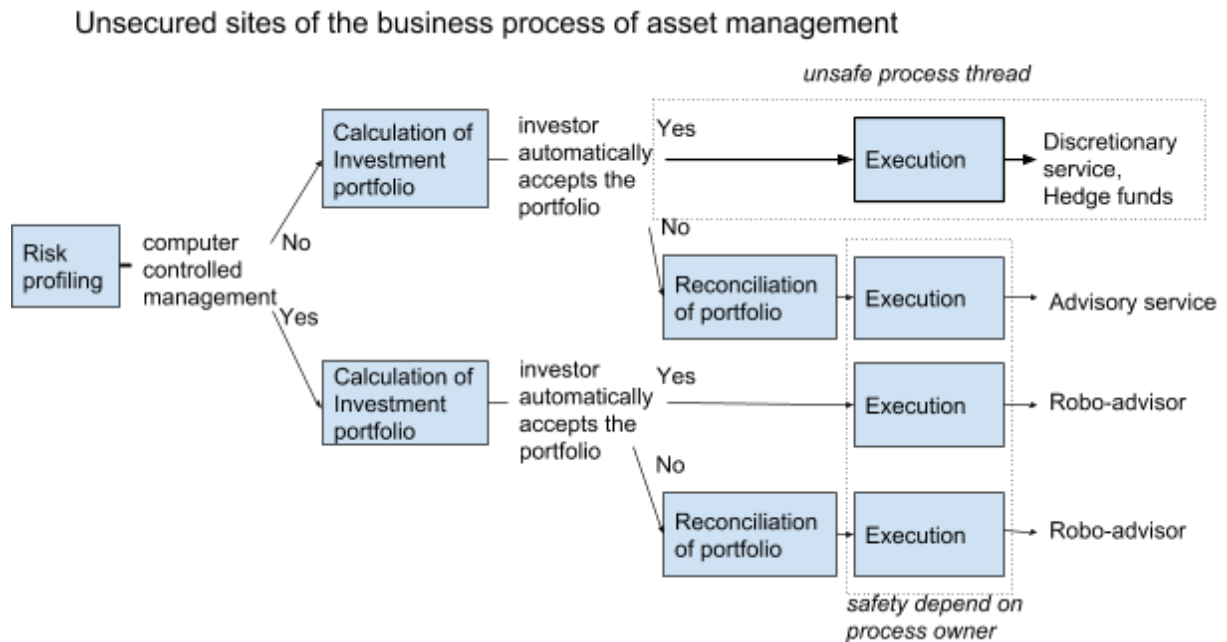 Unsecured sites of the business process of asset management
unsafe process thread
Calculation of
Investment
portfolio
investor
automatically
accepts the
portfolio
Yes
Execution
Discretionary
service,
Hedge funds
No
Risk
profiling
computer
controlled
management
No
Reconciliation
of portfolio
Execution
Advisory service
Yes
Calculation of
Investment
portfolio
investor
automatically
accepts the
portfolio
Yes
Execution
Robo-advisor
No
Reconciliation
of portfolio
Execution
Robo-advisor
safety depend on
process owner